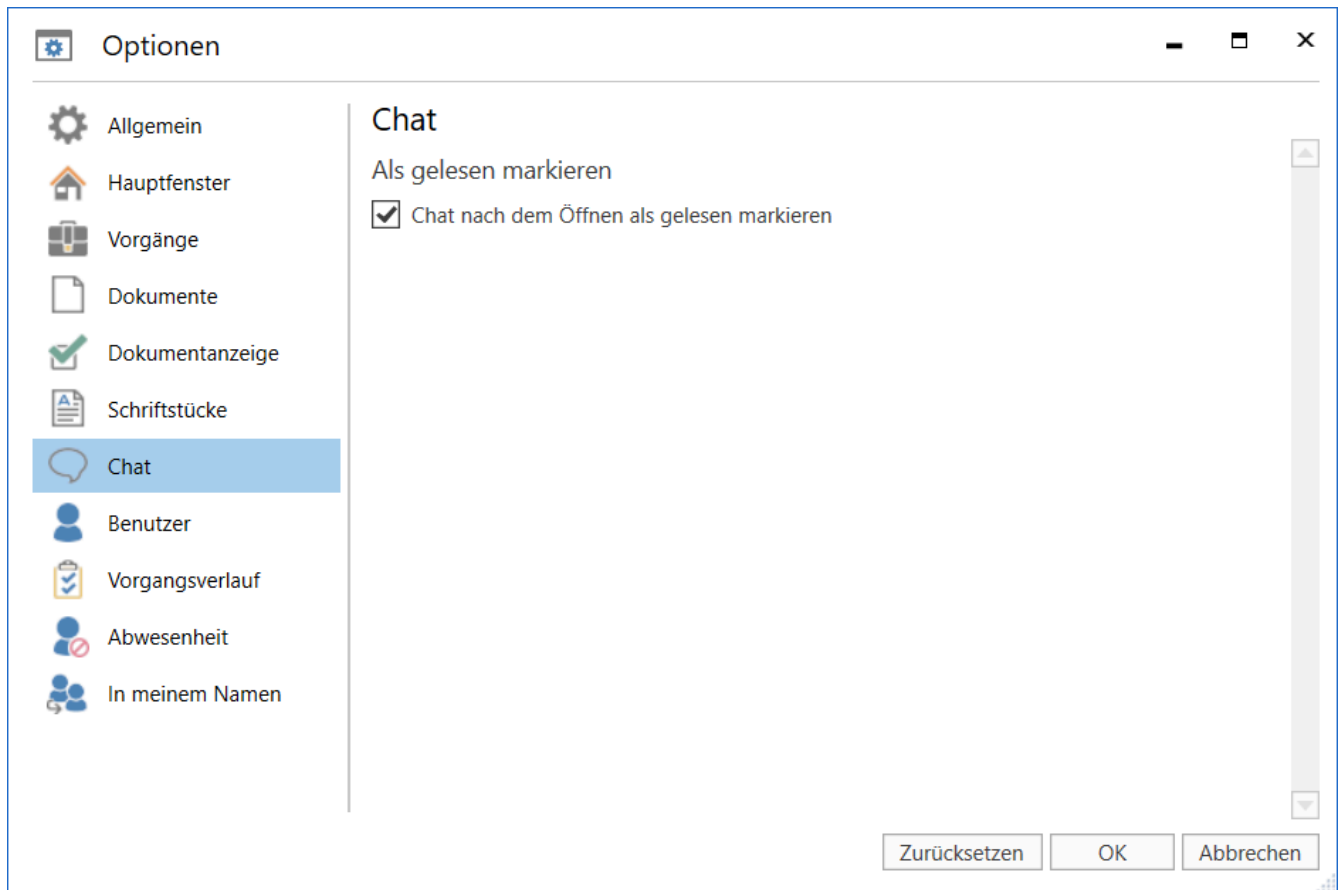 Optionen
Allgemein
Hauptfenster
Vorgänge
Dokumente
Dokumentanzeige
Schriftstücke
Chat
Benutzer
Vorgangsverlauf
Abwesenheit
In meinem Namen
Chat
Als gelesen markieren
Chat nach dem Öffnen als gelesen markieren
Zurücksetzen
OK
Abbrechen